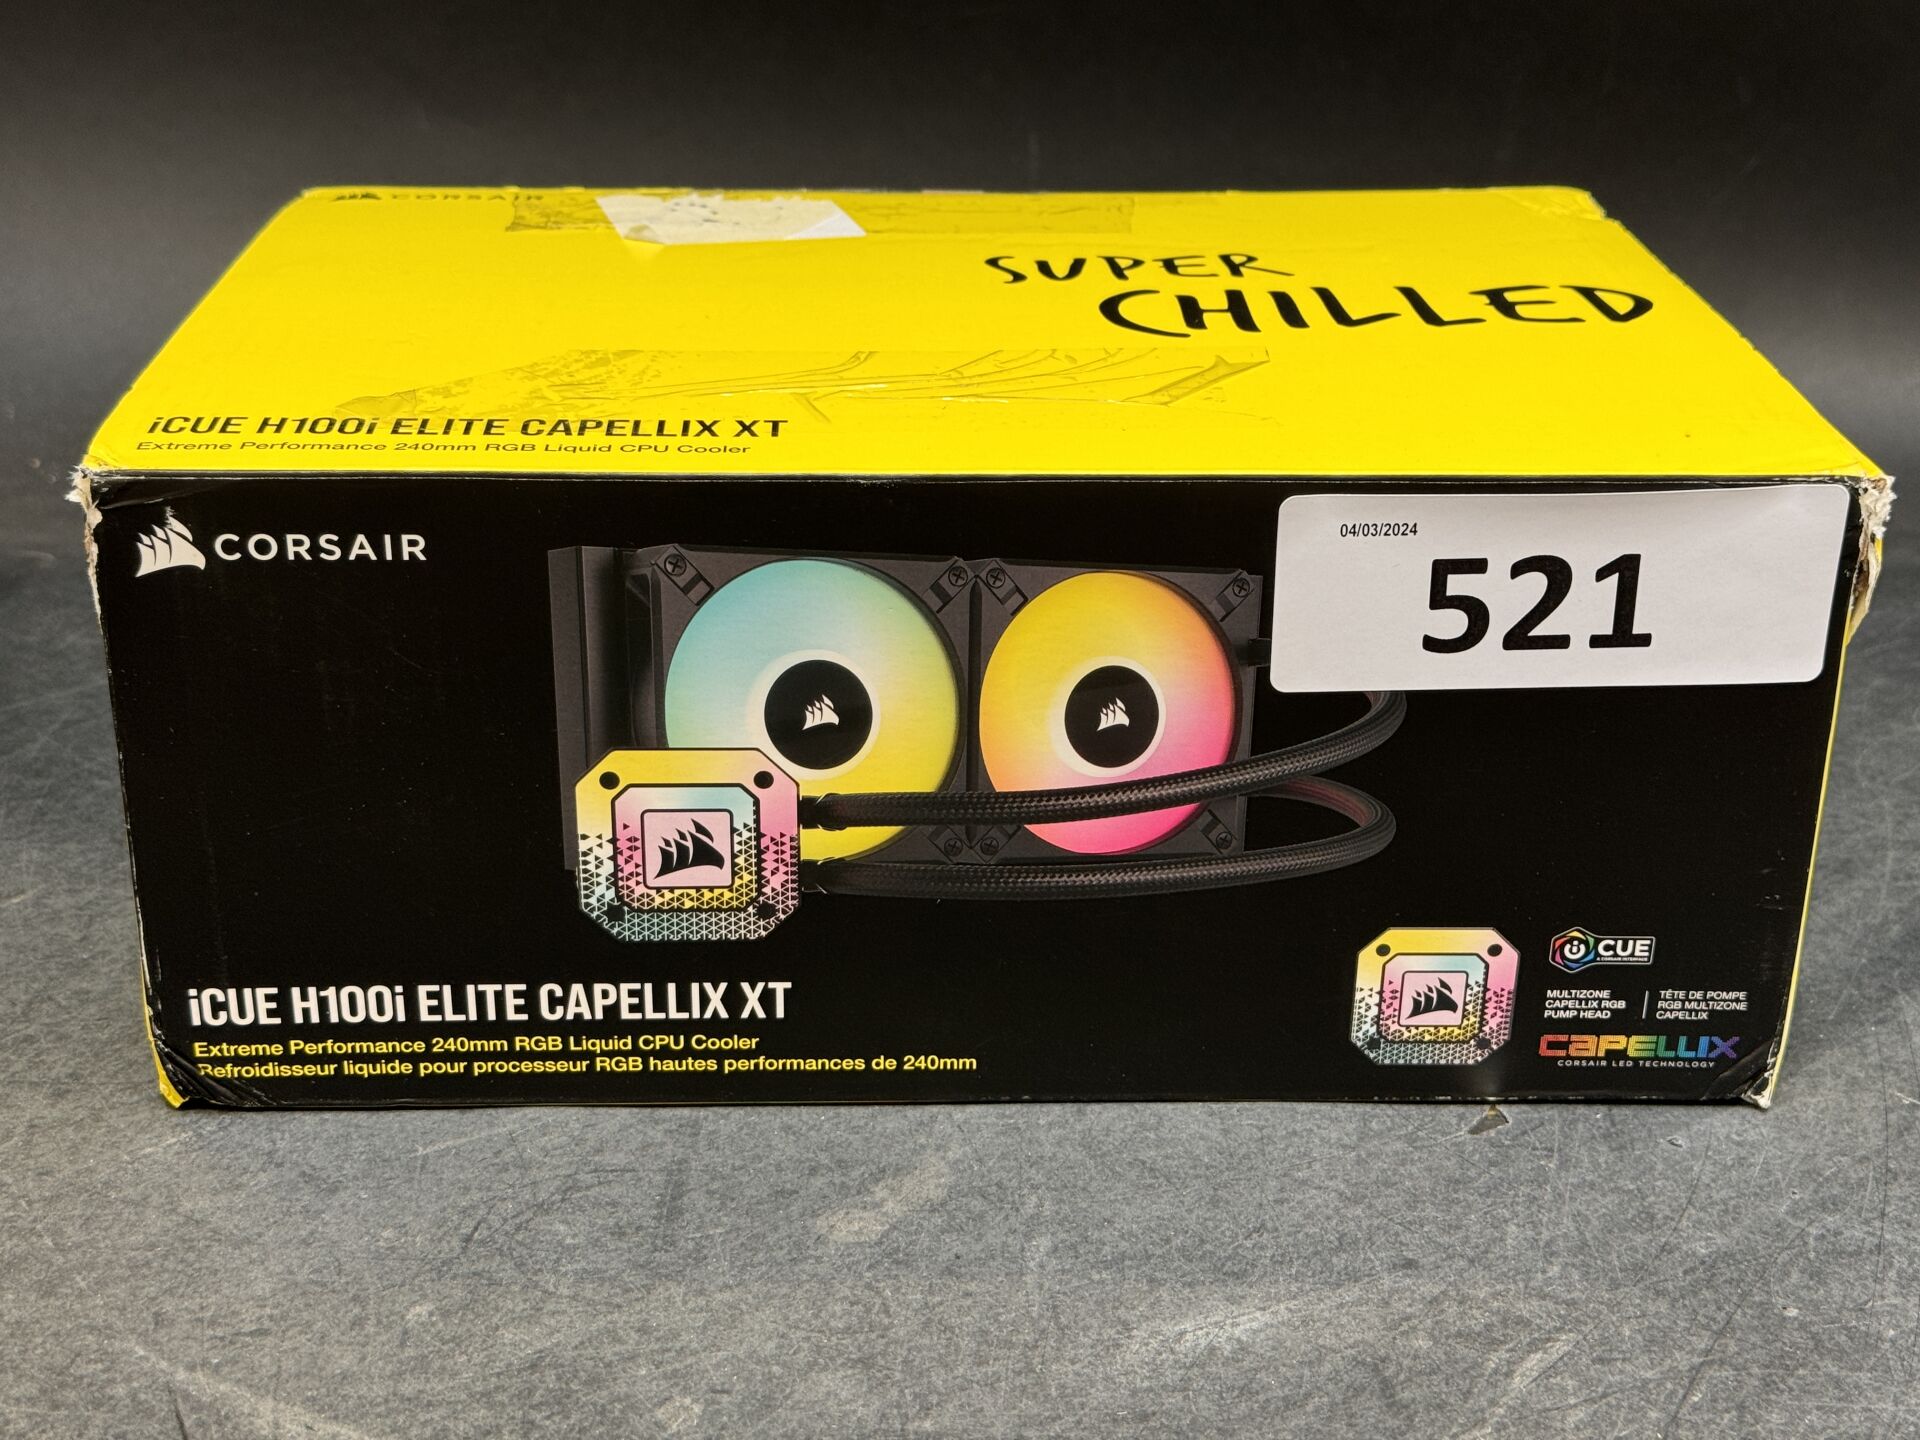 CORSAIR
SUPER
CHILLED
iCUE H100i ELITE CAPELLIX XT
Extreme Performance 240mm RGB Liquid CPU Cooler
CORSAIR
04/03/2024
521
iCUE H100i ELITE CAPELLIX XT
Extreme Performance 240mm RGB Liquid CPU Cooler
Refroidisseur liquide pour processeur RGB hautes performances de 240mm
iCUE
A CORSAIR INTERFACE
MULTIZONE
CAPELLIX RGB
PUMP HEAD
TÊTE DE POMPE
RGB MULTIZONE
CAPELLIX
CAPELLIX
CORSAIR LED TECHNOLOGY